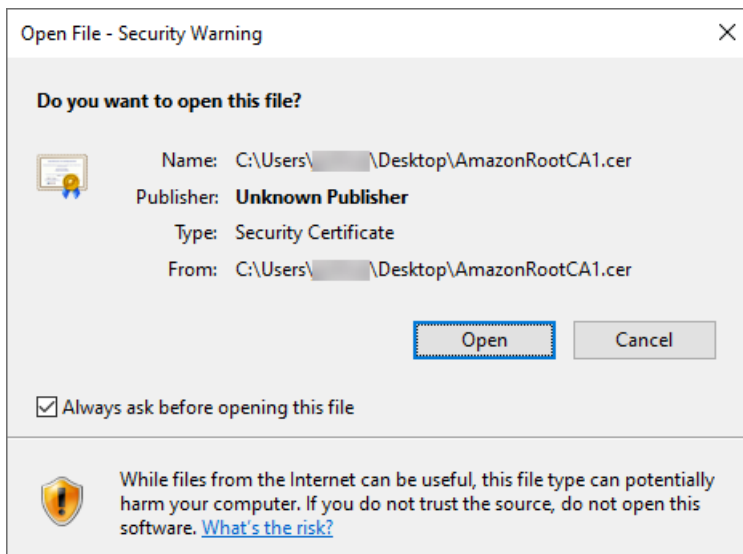 Open File - Security Warning
Do you want to open this file?
Name: C:\Users\ \Desktop\AmazonRootCA1.cer
Publisher: Unknown Publisher
Type: Security Certificate
From: C:\Users\ \Desktop\AmazonRootCA1.cer
Open Cancel
Always ask before opening this file
While files from the Internet can be useful, this file type can potentially
harm your computer. If you do not trust the source, do not open this
software. What's the risk?